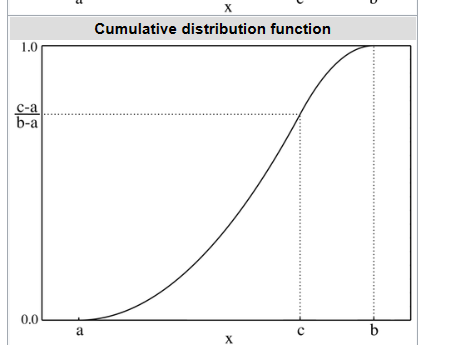 x
Cumulative distribution function
1.0
c-a
b-a
0.0
a c b
x